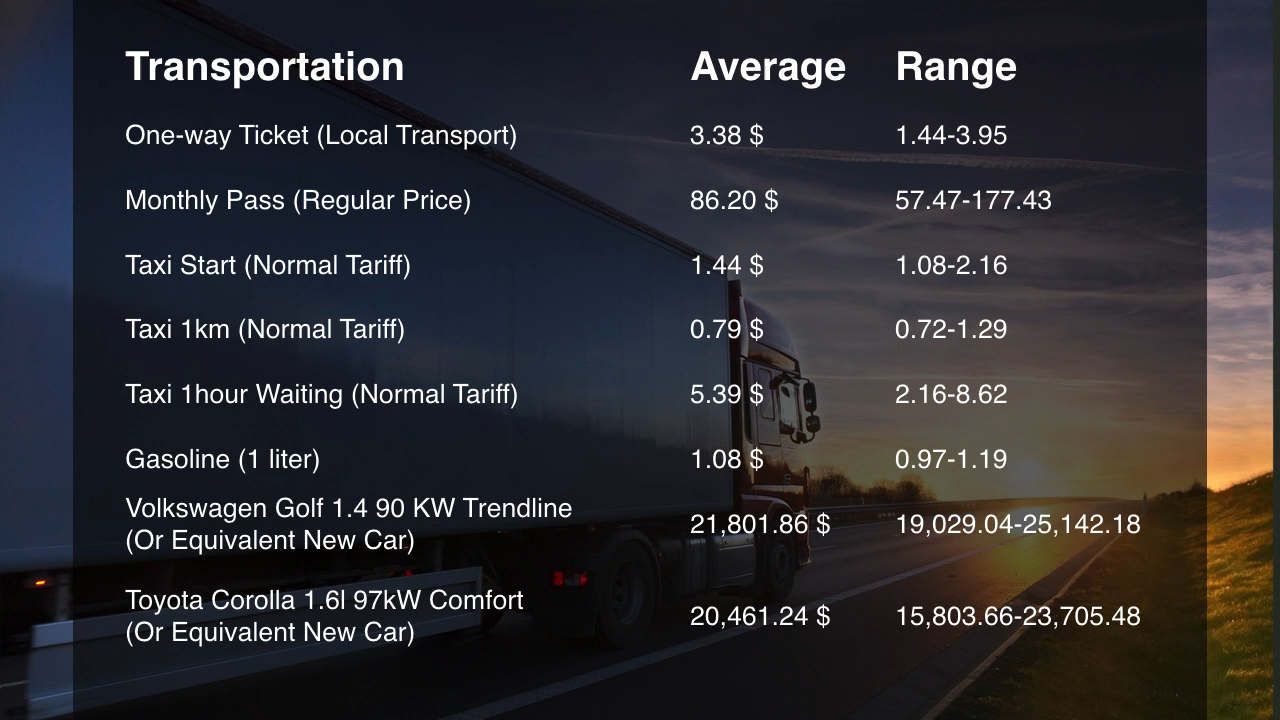 Transportation Average Range
One-way Ticket (Local Transport) 3.38 $ 1.44-3.95
Monthly Pass (Regular Price) 86.20 $ 57.47-177.43
Taxi Start (Normal Tariff) 1.44 $ 1.08-2.16
Taxi 1km (Normal Tariff) 0.79 $ 0.72-1.29
Taxi 1hour Waiting (Normal Tariff) 5.39 $ 2.16-8.62
Gasoline (1 liter) 1.08 $ 0.97-1.19
Volkswagen Golf 1.4 90 KW Trendline
(Or Equivalent New Car) 21,801.86 $ 19,029.04-25,142.18
Toyota Corolla 1.6l 97kW Comfort
(Or Equivalent New Car) 20,461.24 $ 15,803.66-23,705.48